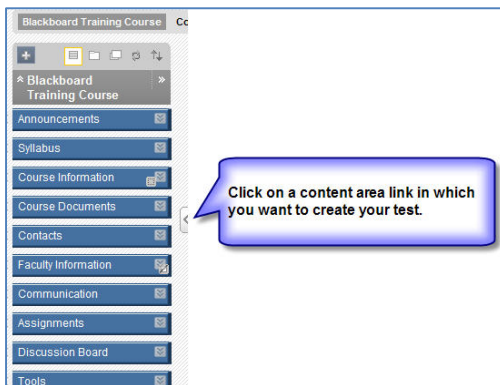 Blackboard Training Course Co
Blackboard
Training Course
Announcements
Syllabus
Course Information
Course Documents
Contacts
Faculty Information
Communication
Assignments
Discussion Board
Tools
Click on a content area link in which
you want to create your test.